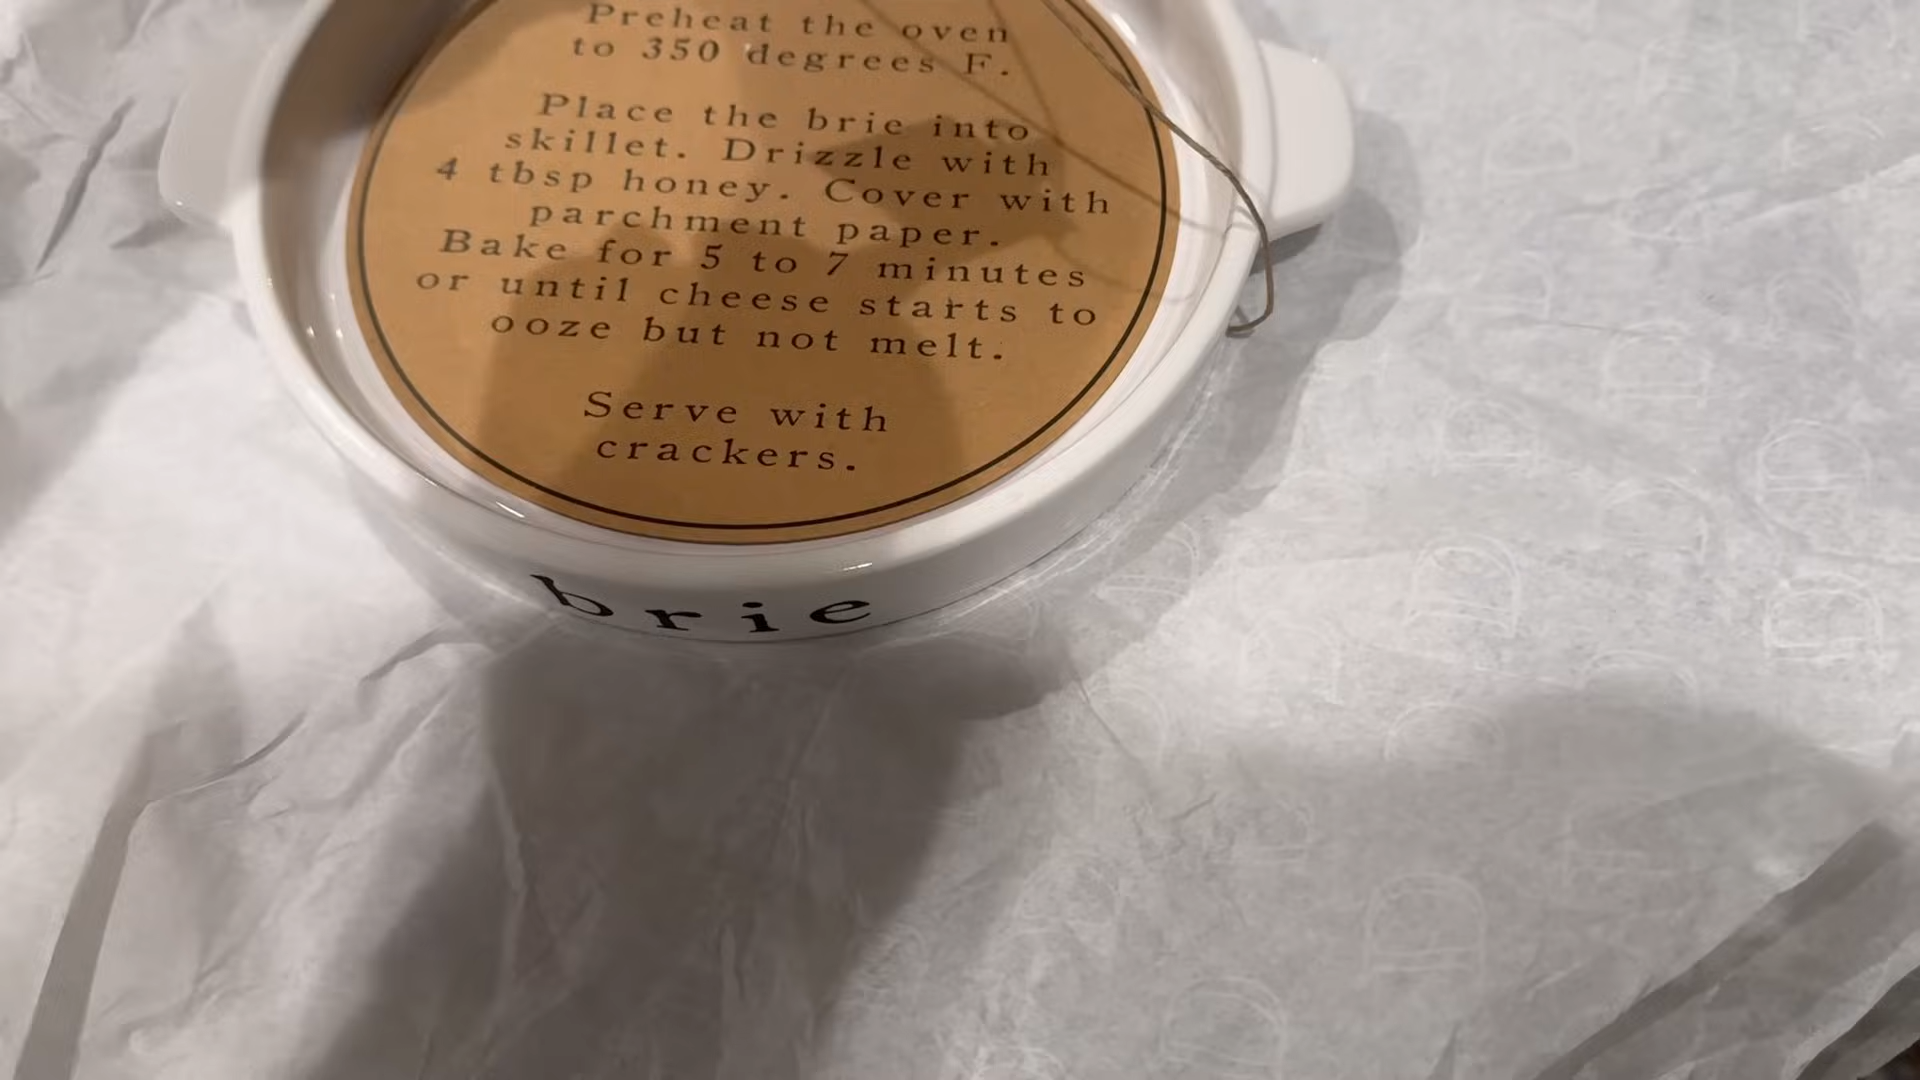 Preheat the oven
to 350 degrees F.
Place the brie into
skillet. Drizzle with
4 tbsp honey. Cover with
parchment paper.
Bake for 5 to 7 minutes
or until cheese starts to
ooze but not melt.
Serve with
crackers.
brie